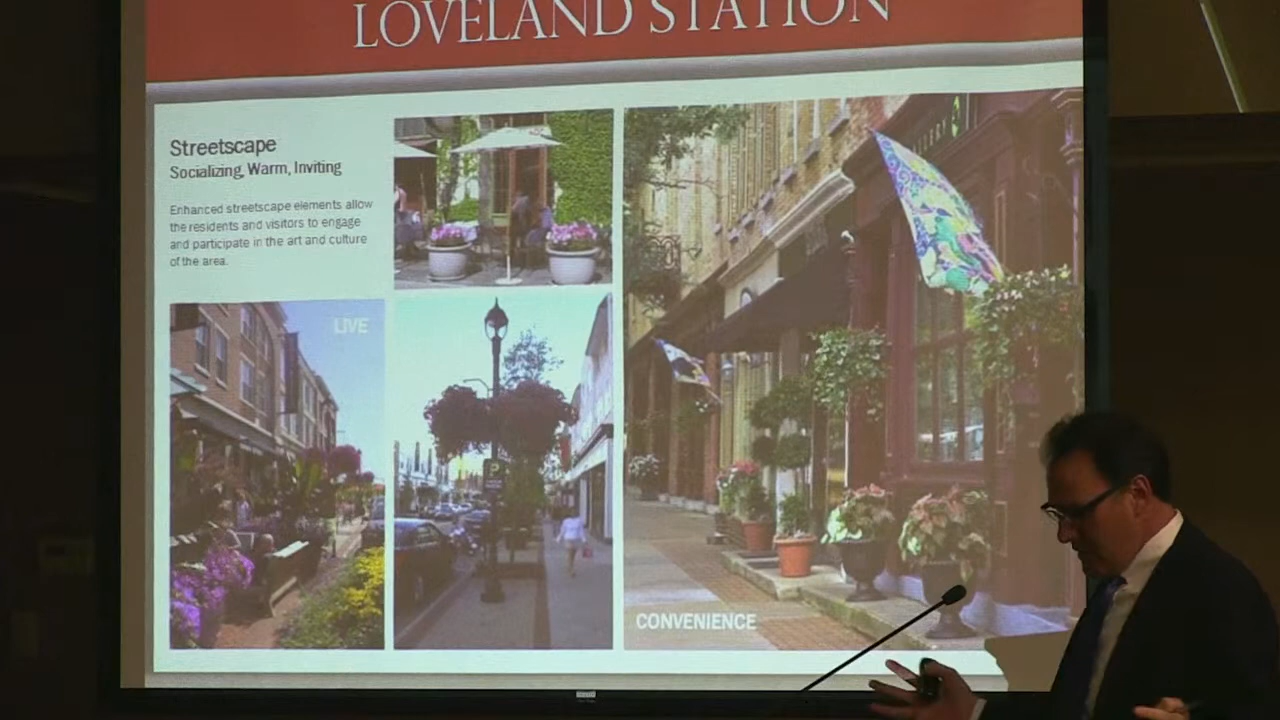 LOVELAND STATION
Streetscape
Socializing, Warm, Inviting
Enhanced streetscape elements allow
the residents and visitors to engage
and participate in the art and culture
of the area.
LIVE
P
CONVENIENCE